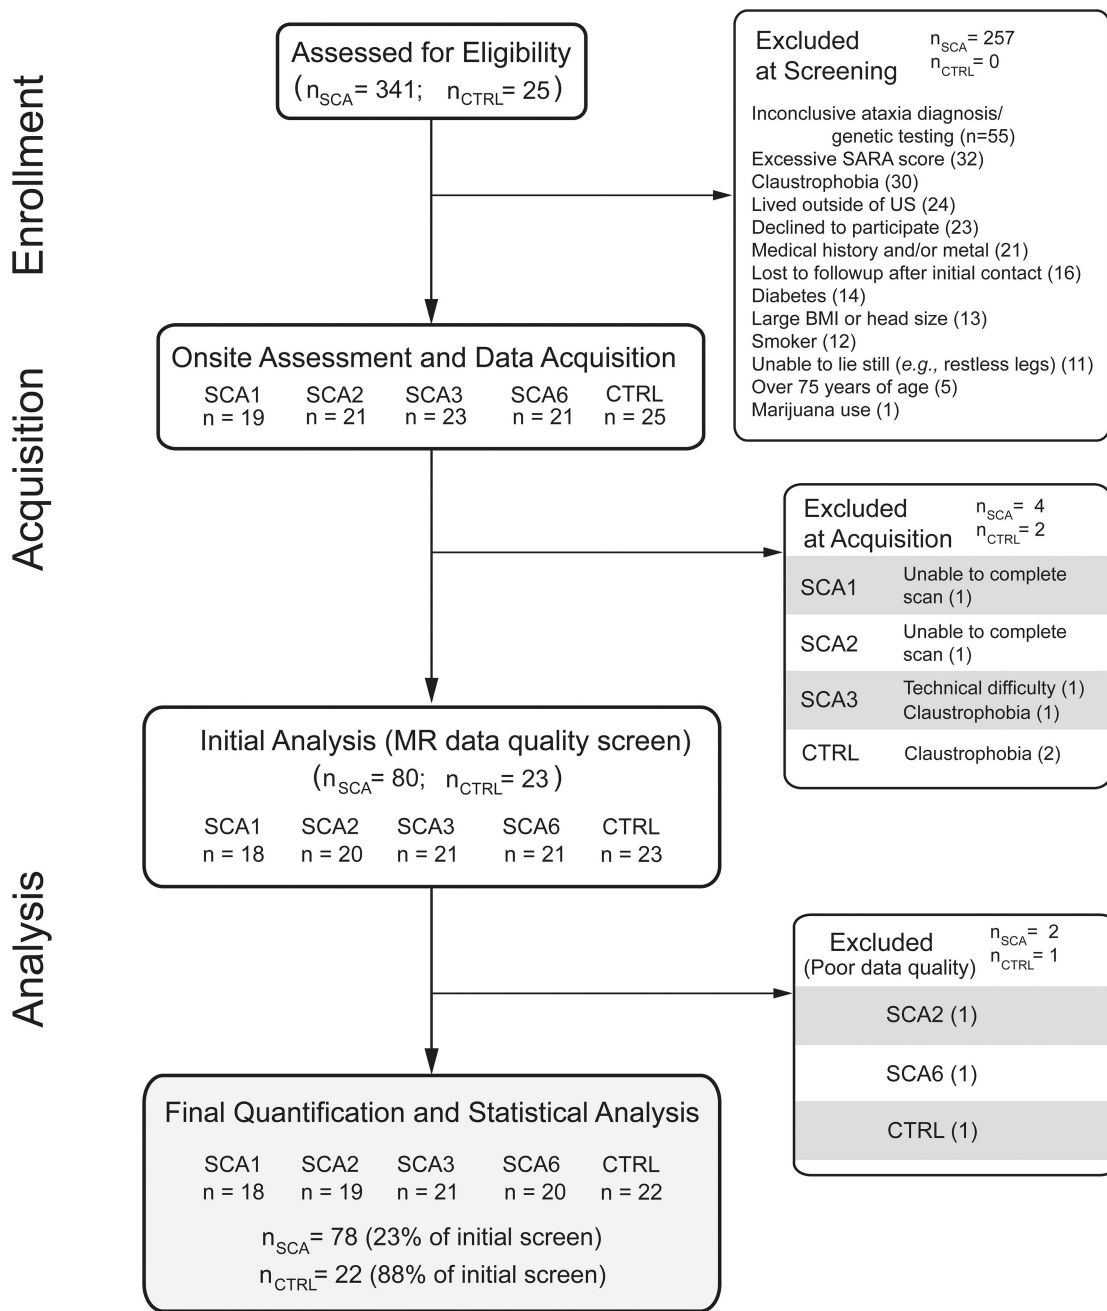 Enrollment
Assessed for Eligibility
(nSCA= 341; nCTRL= 25)
Excluded
at Screening
nSCA= 257
nCTRL= 0
Inconclusive ataxia diagnosis/
genetic testing (n=55)
Excessive SARA score (32)
Claustrophobia (30)
Lived outside of US (24)
Declined to participate (23)
Medical history and/or metal (21)
Lost to followup after initial contact (16)
Diabetes (14)
Large BMI or head size (13)
Smoker (12)
Unable to lie still (e.g., restless legs) (11)
Over 75 years of age (5)
Marijuana use (1)
Acquisition
Onsite Assessment and Data Acquisition
SCA1 SCA2 SCA3 SCA6 CTRL
n = 19 n = 21 n = 23 n = 21 n = 25
Excluded
at Acquisition
nSCA= 4
nCTRL= 2
SCA1 Unable to complete
scan (1)
SCA2 Unable to complete
scan (1)
SCA3 Technical difficulty (1)
Claustrophobia (1)
CTRL Claustrophobia (2)
Analysis
Initial Analysis (MR data quality screen)
(nSCA= 80; nCTRL= 23)
SCA1 SCA2 SCA3 SCA6 CTRL
n = 18 n = 20 n = 21 n = 21 n = 23
Excluded
(Poor data quality)
nSCA= 2
nCTRL= 1
SCA2 (1)
SCA6 (1)
CTRL (1)
Final Quantification and Statistical Analysis
SCA1 SCA2 SCA3 SCA6 CTRL
n = 18 n = 19 n = 21 n = 20 n = 22
nSCA= 78 (23% of initial screen)
nCTRL= 22 (88% of initial screen)